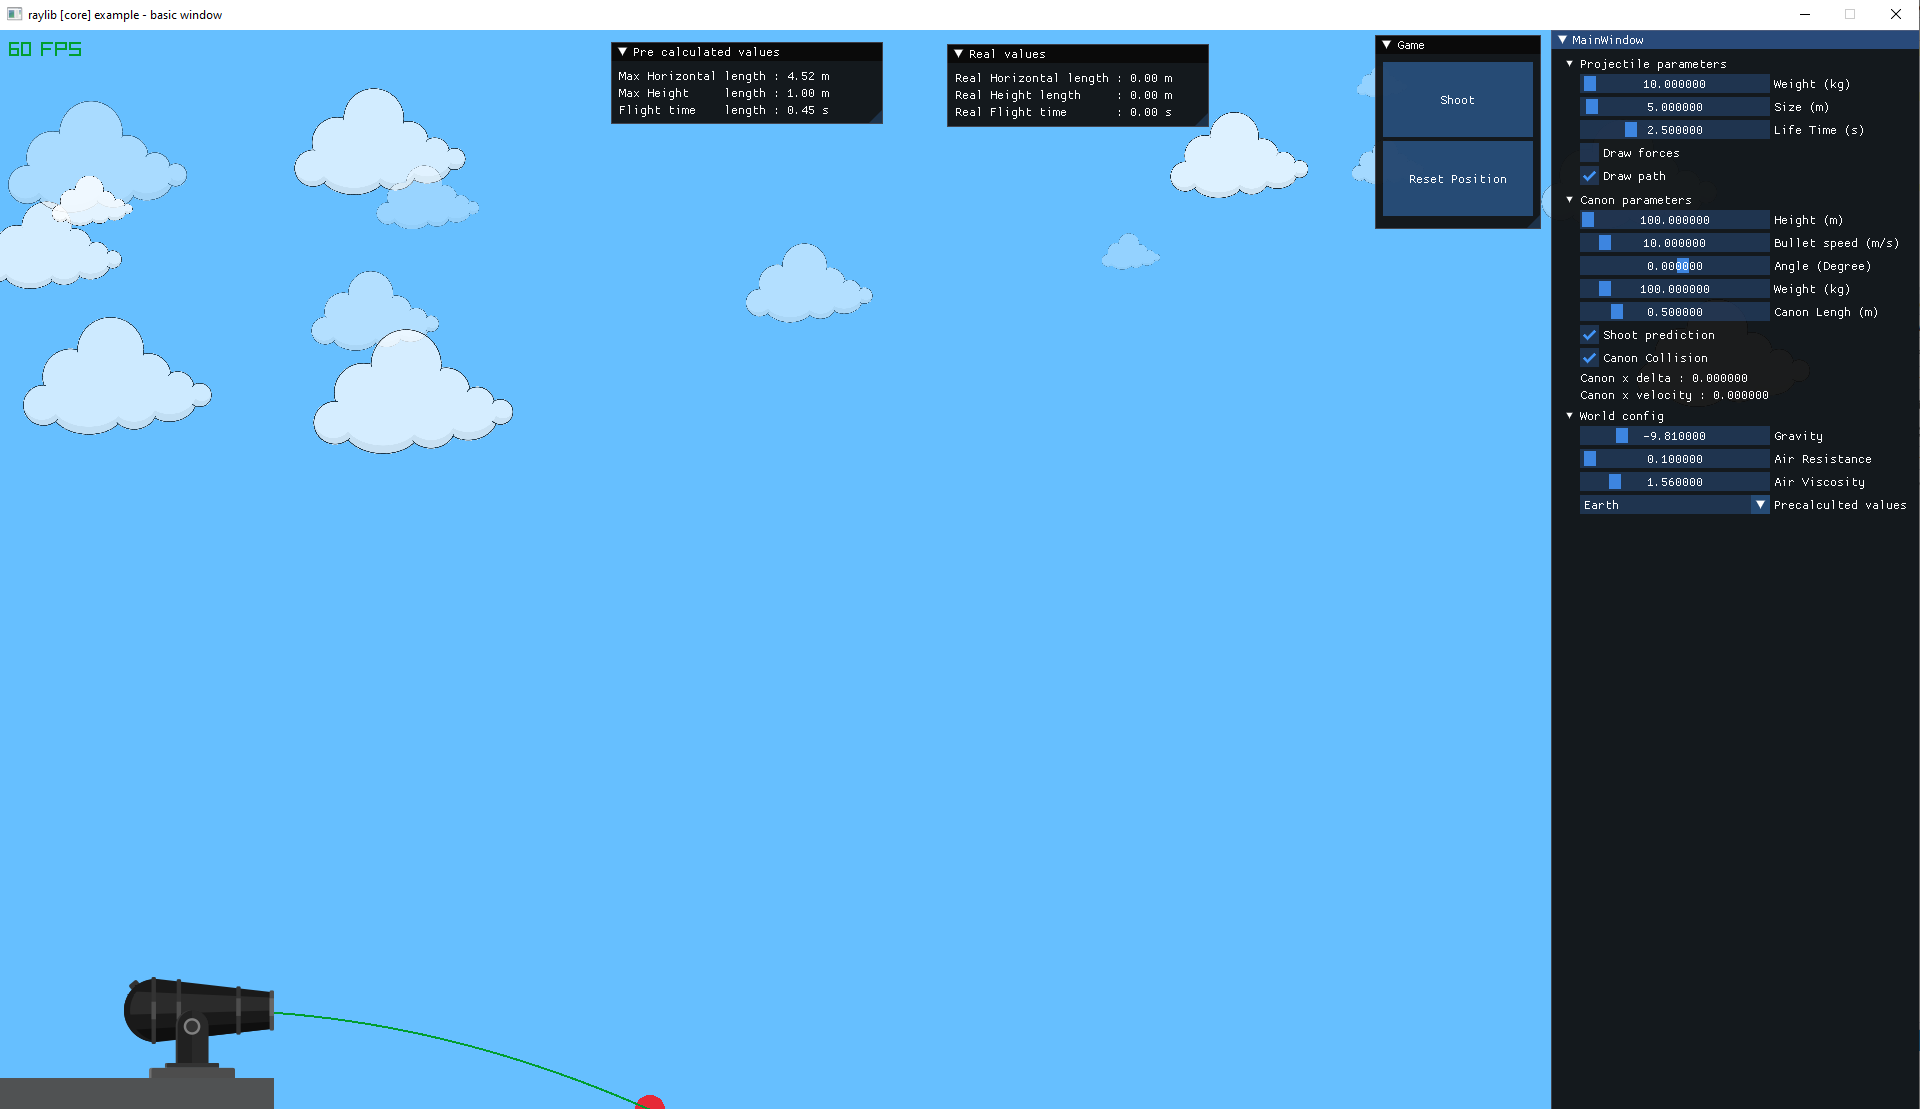 raylib [core] example - basic window
60 FPS
Pre calculated values
Max Horizontal length : 4.52 m
Max Height    length : 1.00 m
Flight time    length : 0.45 s
Real values
Real Horizontal length : 0.00 m
Real Height length     : 0.00 m
Real Flight time       : 0.00 s
Game
Shoot
Reset Position
MainWindow
Projectile parameters
10.000000 Weight (kg)
5.000000 Size (m)
2.500000 Life Time (s)
Draw forces
Draw path
Canon parameters
100.000000 Height (m)
10.000000 Bullet speed (m/s)
0.000000 Angle (Degree)
100.000000 Weight (kg)
0.500000 Canon Lengh (m)
Shoot prediction
Canon Collision
Canon x delta : 0.000000
Canon x velocity : 0.000000
World config
-9.810000 Gravity
0.100000 Air Resistance
1.560000 Air Viscosity
Earth Precalculted values